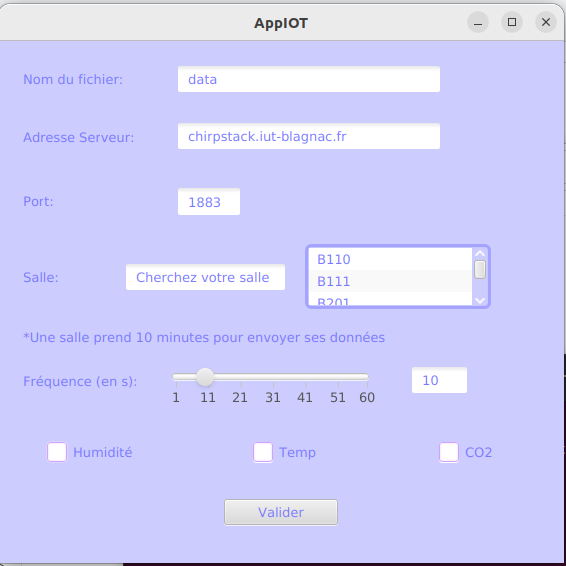 AppIOT
Nom du fichier: data
Adresse Serveur: chirpstack.iut-blagnac.fr
Port: 1883
B110
Salle: Cherchez votre salle B111
B201
*Une salle prend 10 minutes pour envoyer ses données
Fréquence (en s): 10
1 11 21 31 41 51 60
Humidité Temp CO2
Valider